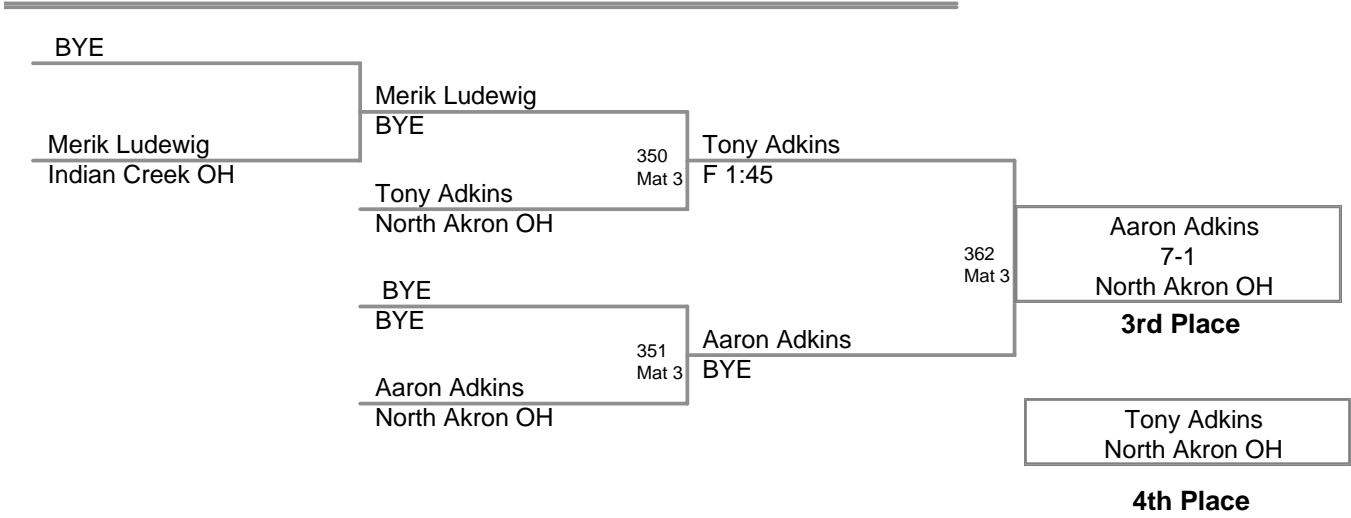 BYE
Merik Ludewig
Indian Creek OH
Merik Ludewig
BYE
350
Mat 3
Tony Adkins
North Akron OH
BYE
BYE
351
Mat 3
Aaron Adkins
North Akron OH
Tony Adkins
F 1:45
362
Mat 3
Aaron Adkins
BYE
Aaron Adkins
7-1
North Akron OH
3rd Place
Tony Adkins
North Akron OH
4th Place